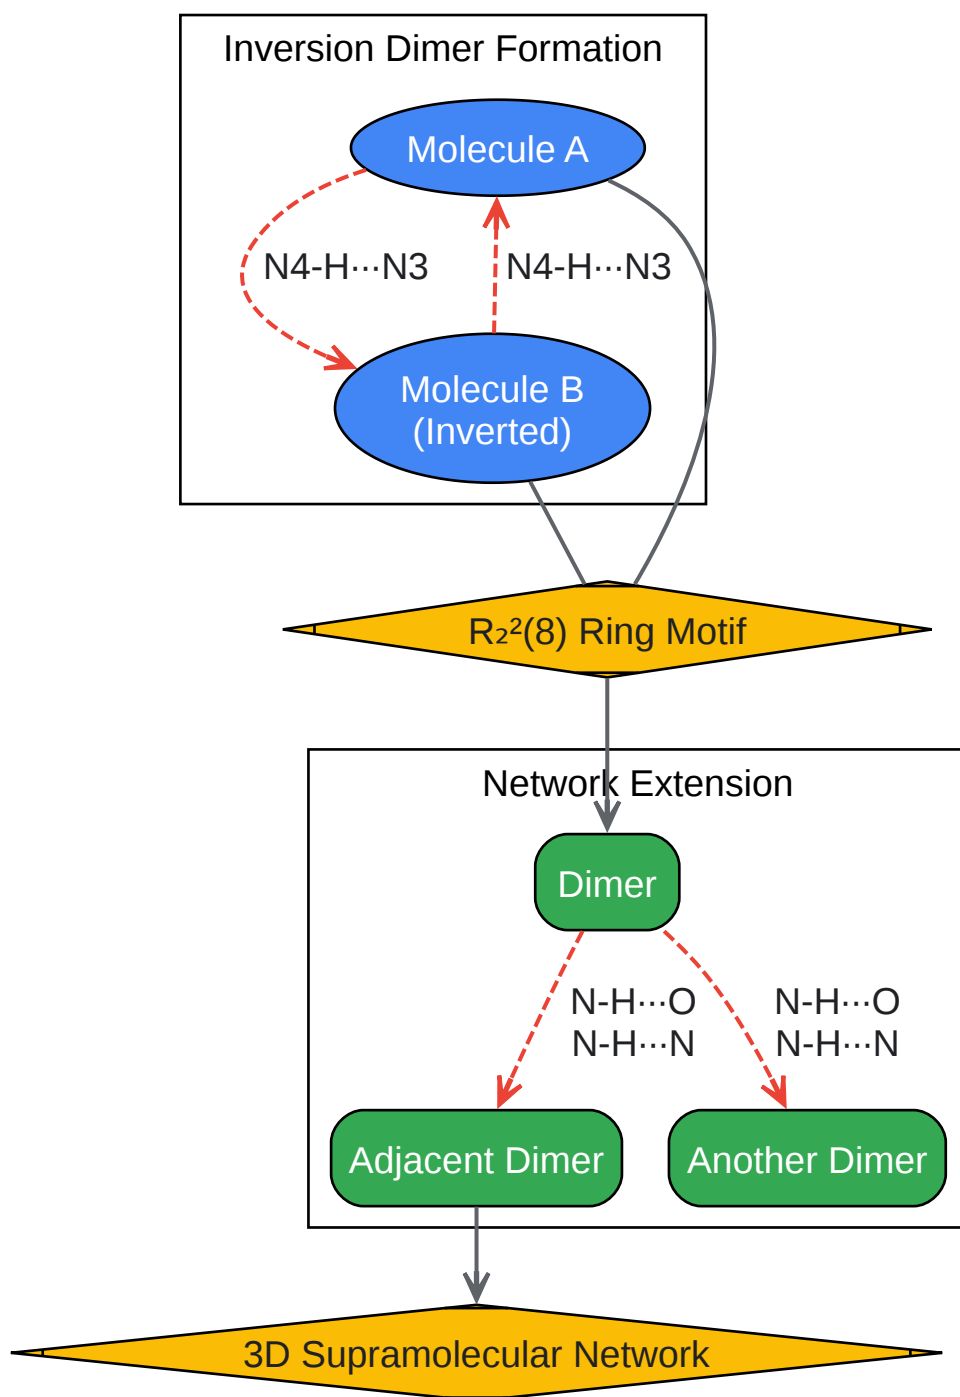 Inversion Dimer Formation
Molecule A
N4-H···N3
N4-H···N3
Molecule B
(Inverted)
R₂²(8) Ring Motif
Network Extension
Dimer
N-H···O
N-H···N
N-H···O
N-H···N
Adjacent Dimer
Another Dimer
3D Supramolecular Network